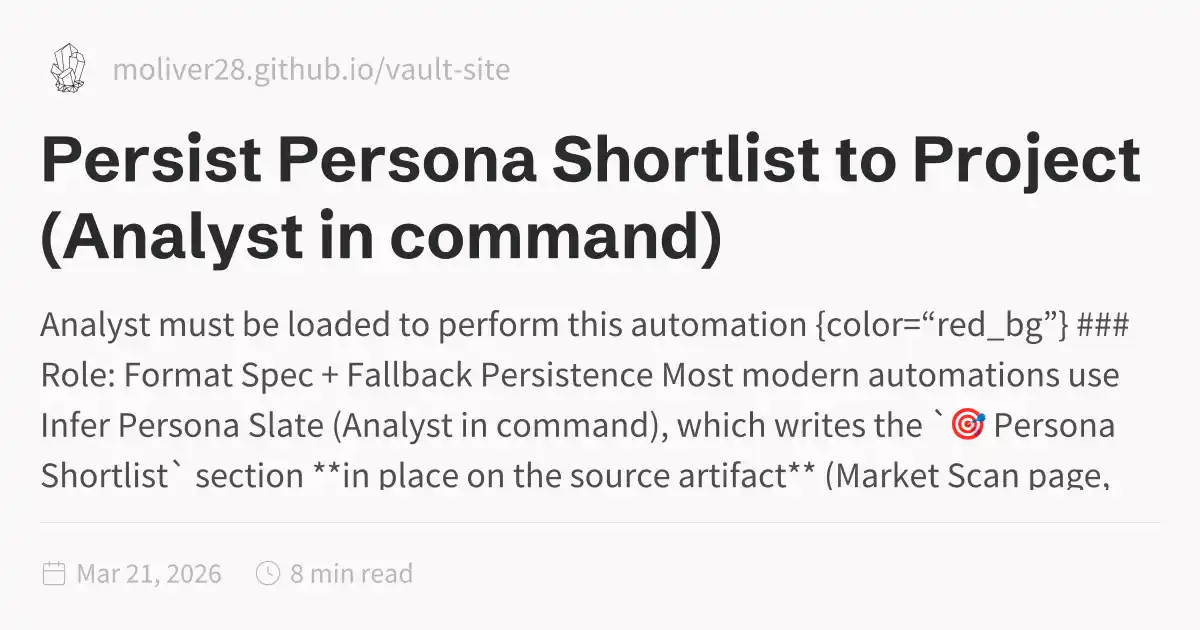 moliver28.github.io/vault-site
Persist Persona Shortlist to Project
(Analyst in command)
Analyst must be loaded to perform this automation {color=“red_bg”} ###
Role: Format Spec + Fallback Persistence Most modern automations use
Infer Persona Slate (Analyst in command), which writes the `🎯 Persona
Shortlist` section **in place on the source artifact** (Market Scan page,
Mar 21, 2026
8 min read